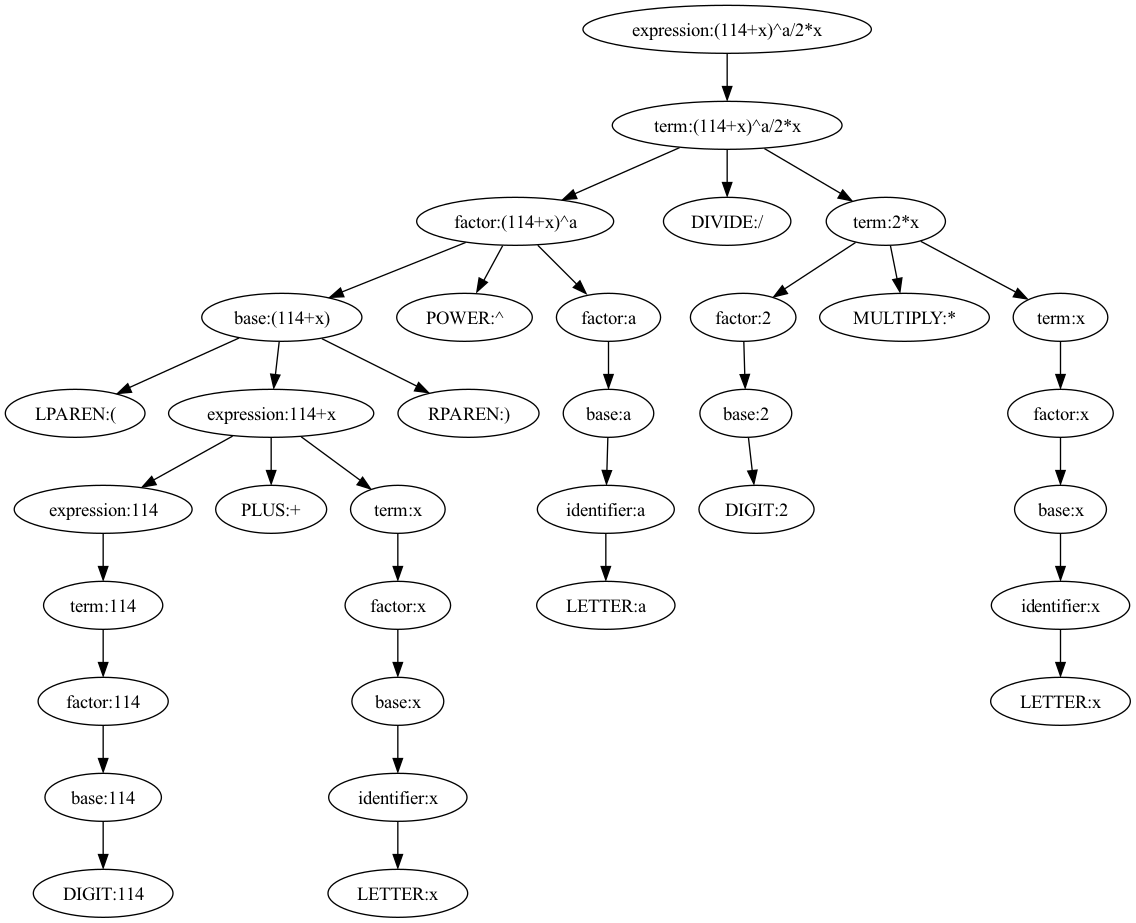 expression:(114+x)^a/2*x
term:(114+x)^a/2*x
factor:(114+x)^a
DIVIDE:/
term:2*x
base:(114+x)
POWER:^
factor:a
factor:2
MULTIPLY:*
term:x
LPAREN:(
expression:114+x
RPAREN:)
base:a
base:2
factor:x
expression:114
PLUS:+
term:x
identifier:a
DIGIT:2
base:x
term:114
factor:x
LETTER:a
identifier:x
factor:114
base:x
LETTER:x
base:114
identifier:x
DIGIT:114
LETTER:x